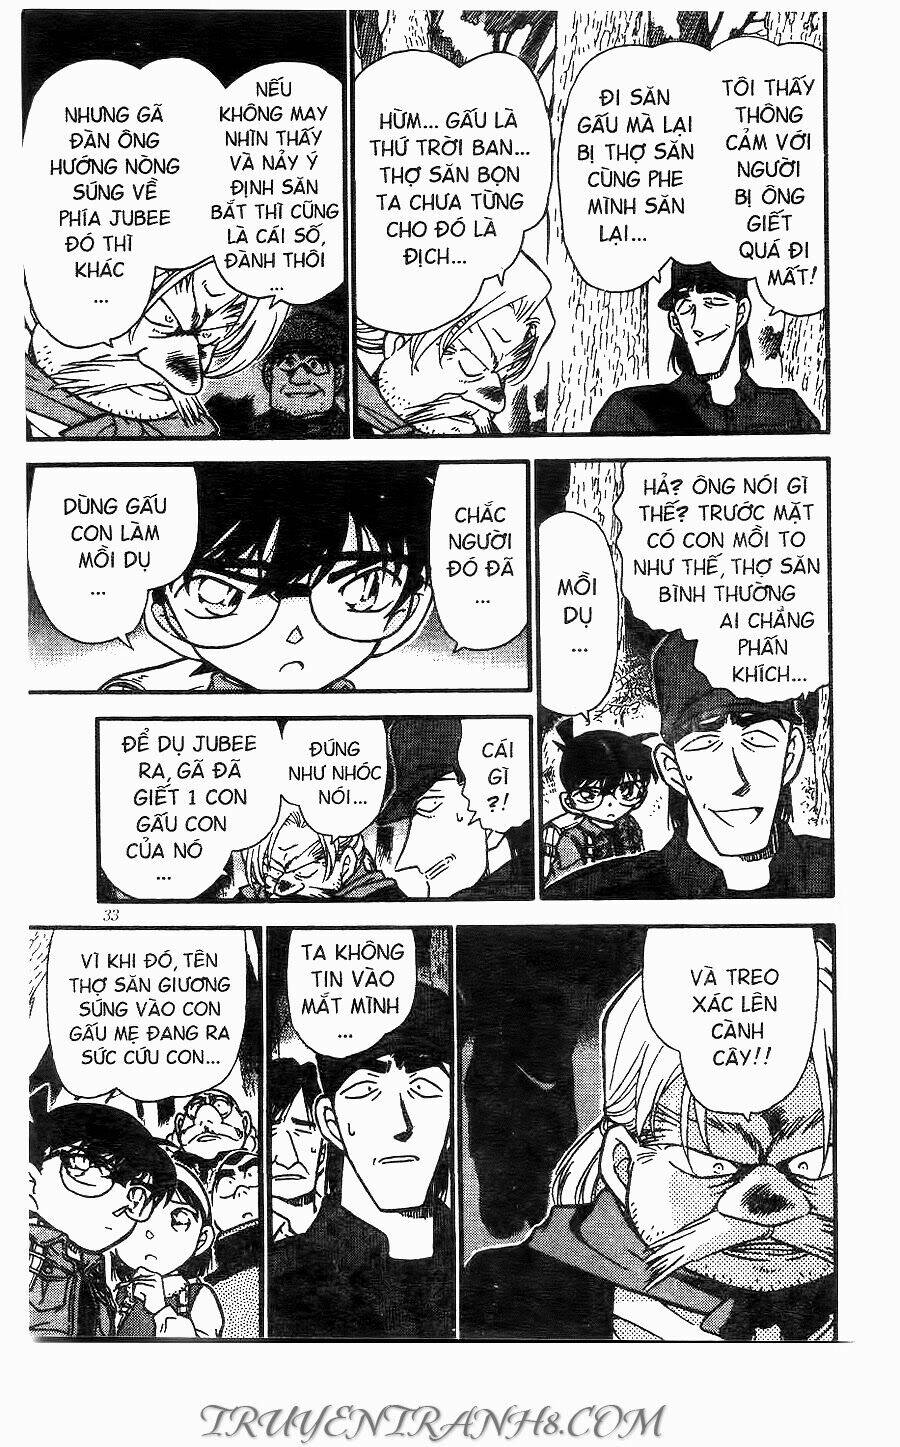 TÔI THẤY
THÔNG
CẢM VỚI
NGƯỜI
BỊ ÔNG
GIẾT
QUÁ ĐI
MẤT!
ĐI SĂN
GẤU MÀ LẠI
BỊ THỢ SĂN
CÙNG PHE
MÌNH SĂN
LẠI...
HỪM... GẤU LÀ
THỨ TRỜI BAN...
THỢ SĂN BỌN
TA CHƯA TỪNG
CHO ĐÓ LÀ
ĐỊCH...
NẾU
KHÔNG MAY
NHÌN THẤY
VÀ NẢY Ý
ĐỊNH SĂN
BẮT THÌ CŨNG
LÀ CÁI SỐ,
ĐÀNH THÔI
...
NHƯNG GÃ
ĐÀN ÔNG
HƯỚNG NÒNG
SÚNG VỀ
PHÍA JUBEE
ĐÓ THÌ
KHÁC
...
HẢ? ÔNG NÓI GÌ
THẾ? TRƯỚC MẶT
CÓ CON MỒI TO
NHƯ THẾ, THỢ SĂN
BÌNH THƯỜNG
AI CHẲNG
PHẤN
KHÍCH...
MỒI
DỤ
...
CHẮC
NGƯỜI
ĐÓ ĐÃ
...
DÙNG GẤU
CON LÀM
MỒI DỤ
...
CÁI
GÌ
?!
ĐÚNG
NHƯ NHÓC
NÓI...
ĐỂ DỤ JUBEE
RA, GÃ ĐÃ
GIẾT 1 CON
GẤU CON
CỦA NÓ
...
33
VÀ TREO
XÁC LÊN
CÀNH
CÂY!!
TA KHÔNG
TIN VÀO
MẮT MÌNH
...
VÌ KHI ĐÓ, TÊN
THỢ SĂN GIƯƠNG
SÚNG VÀO CON
GẤU MẸ ĐANG RA
SỨC CỨU CON...
TRUYENTRANH8.COM